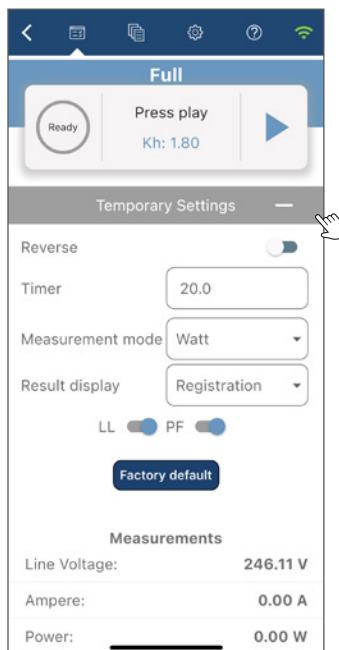 Full
Ready
Press play
Kh: 1.80
Temporary Settings
Reverse
Timer 20.0
Measurement mode Watt
Result display Registration
LL PF
Factory default
Measurements
Line Voltage: 246.11 V
Ampere: 0.00 A
Power: 0.00 W